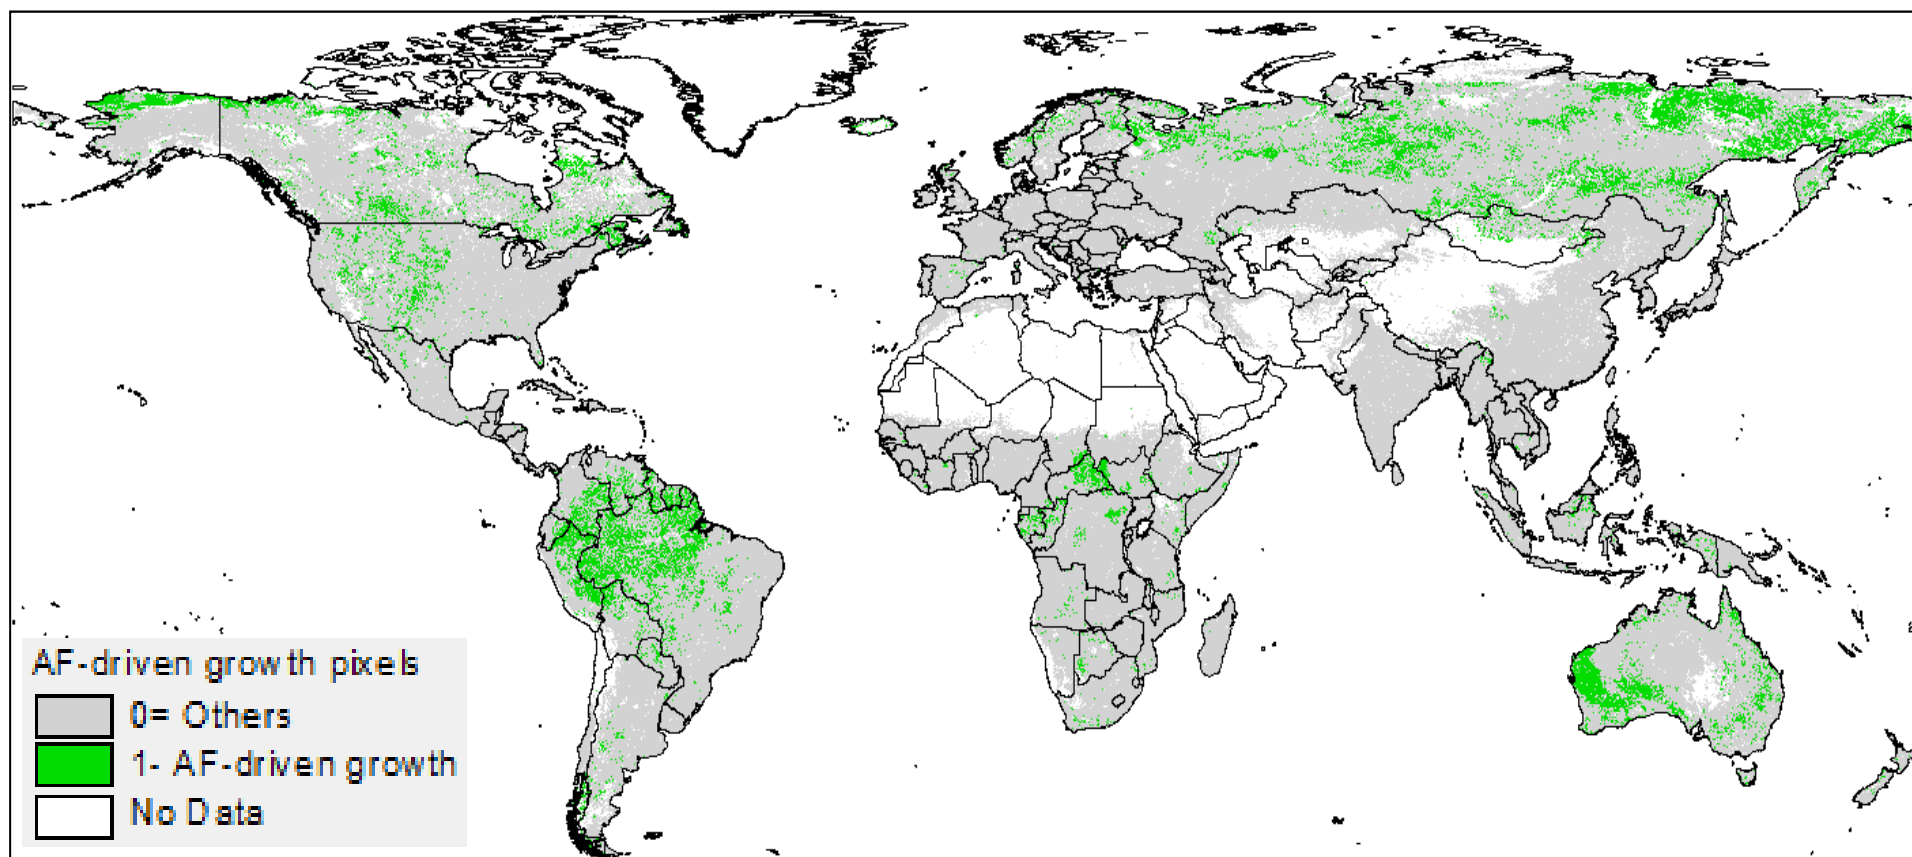 AF-driven growth pixels
0= Others
1- AF-driven growth
No Data